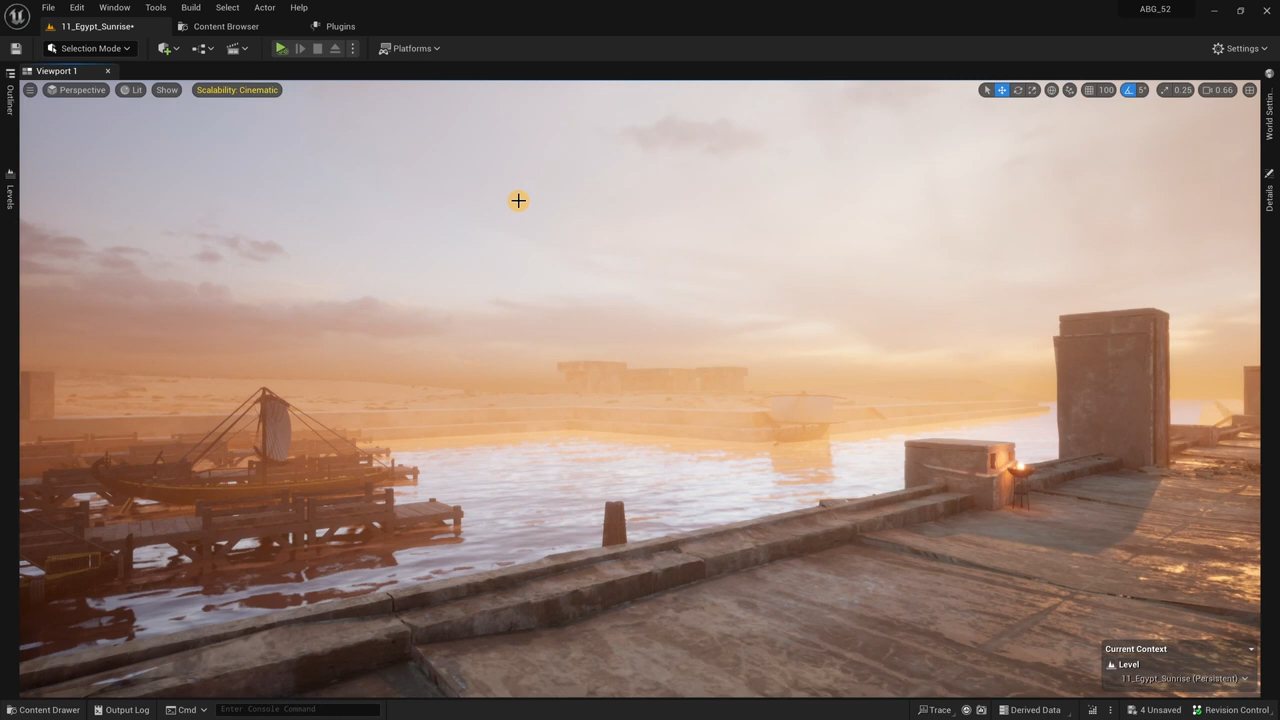 File Edit Window Tools Build Select Actor Help
ABG_52
11_Egypt_Sunrise*
Content Browser
Plugins
Selection Mode
Platforms
Settings
Viewport 1
Perspective
Lit
Show
Scalability: Cinematic
100
5°
0.25
0.66
Outliner
Levels
World Settin..
Details
Current Context
Level
11_Egypt_Sunrise (Persistent)
Content Drawer
Output Log
Cmd
Enter Console Command
Trace
Derived Data
4 Unsaved
Revision Control